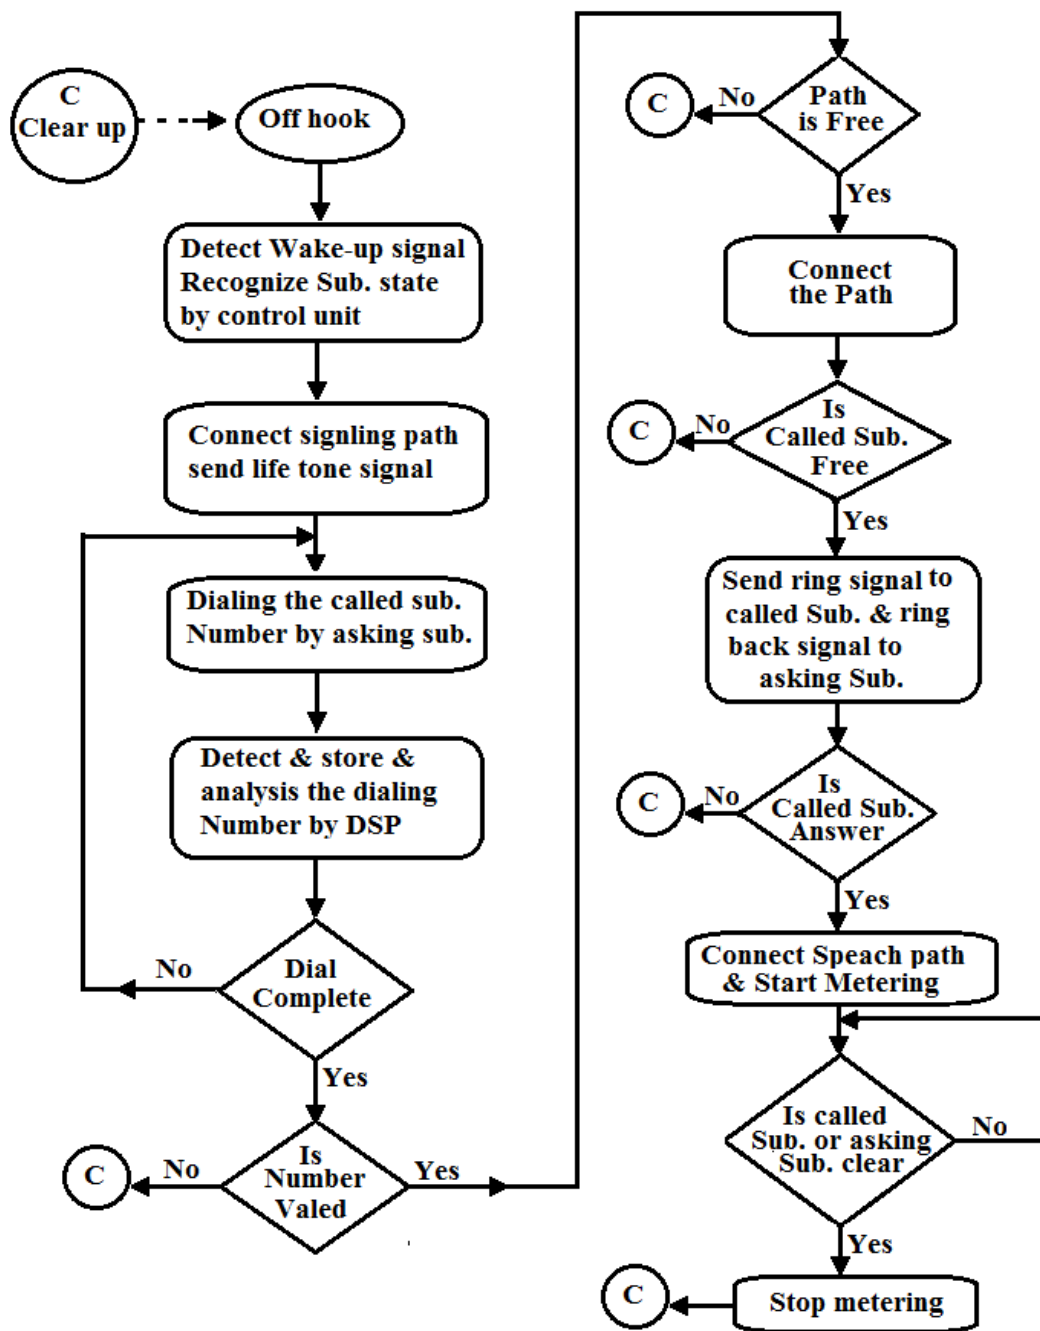 C
Clear up
Off hook
Detect Wake-up signal
Recognize Sub. state
by control unit
Connect signling path
send life tone signal
Dialing the called sub.
Number by asking sub.
Detect & store &
analysis the dialing
Number by DSP
No
Dial
Complete
Yes
C
No
Is
Number
Valed
Yes
C
No
Path
is Free
Yes
Connect
the Path
C
No
Is
Called Sub.
Free
Yes
Send ring signal to
called Sub. & ring
back signal to
asking Sub.
C
No
Is
Called Sub.
Answer
Yes
Connect Speach path
& Start Metering
Is called
Sub. or asking
Sub. clear
No
Yes
C
Stop metering